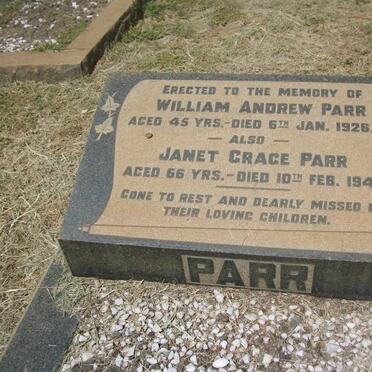 ERECTED TO THE MEMORY OF
WILLIAM ANDREW PARR
AGED 45 YRS.-DIED 6TH JAN. 1926.
— ALSO —
JANET GRACE PARR
AGED 66 YRS.-DIED 10TH FEB. 194
GONE TO REST AND DEARLY MISSED
THEIR LOVING CHILDREN.
PARR